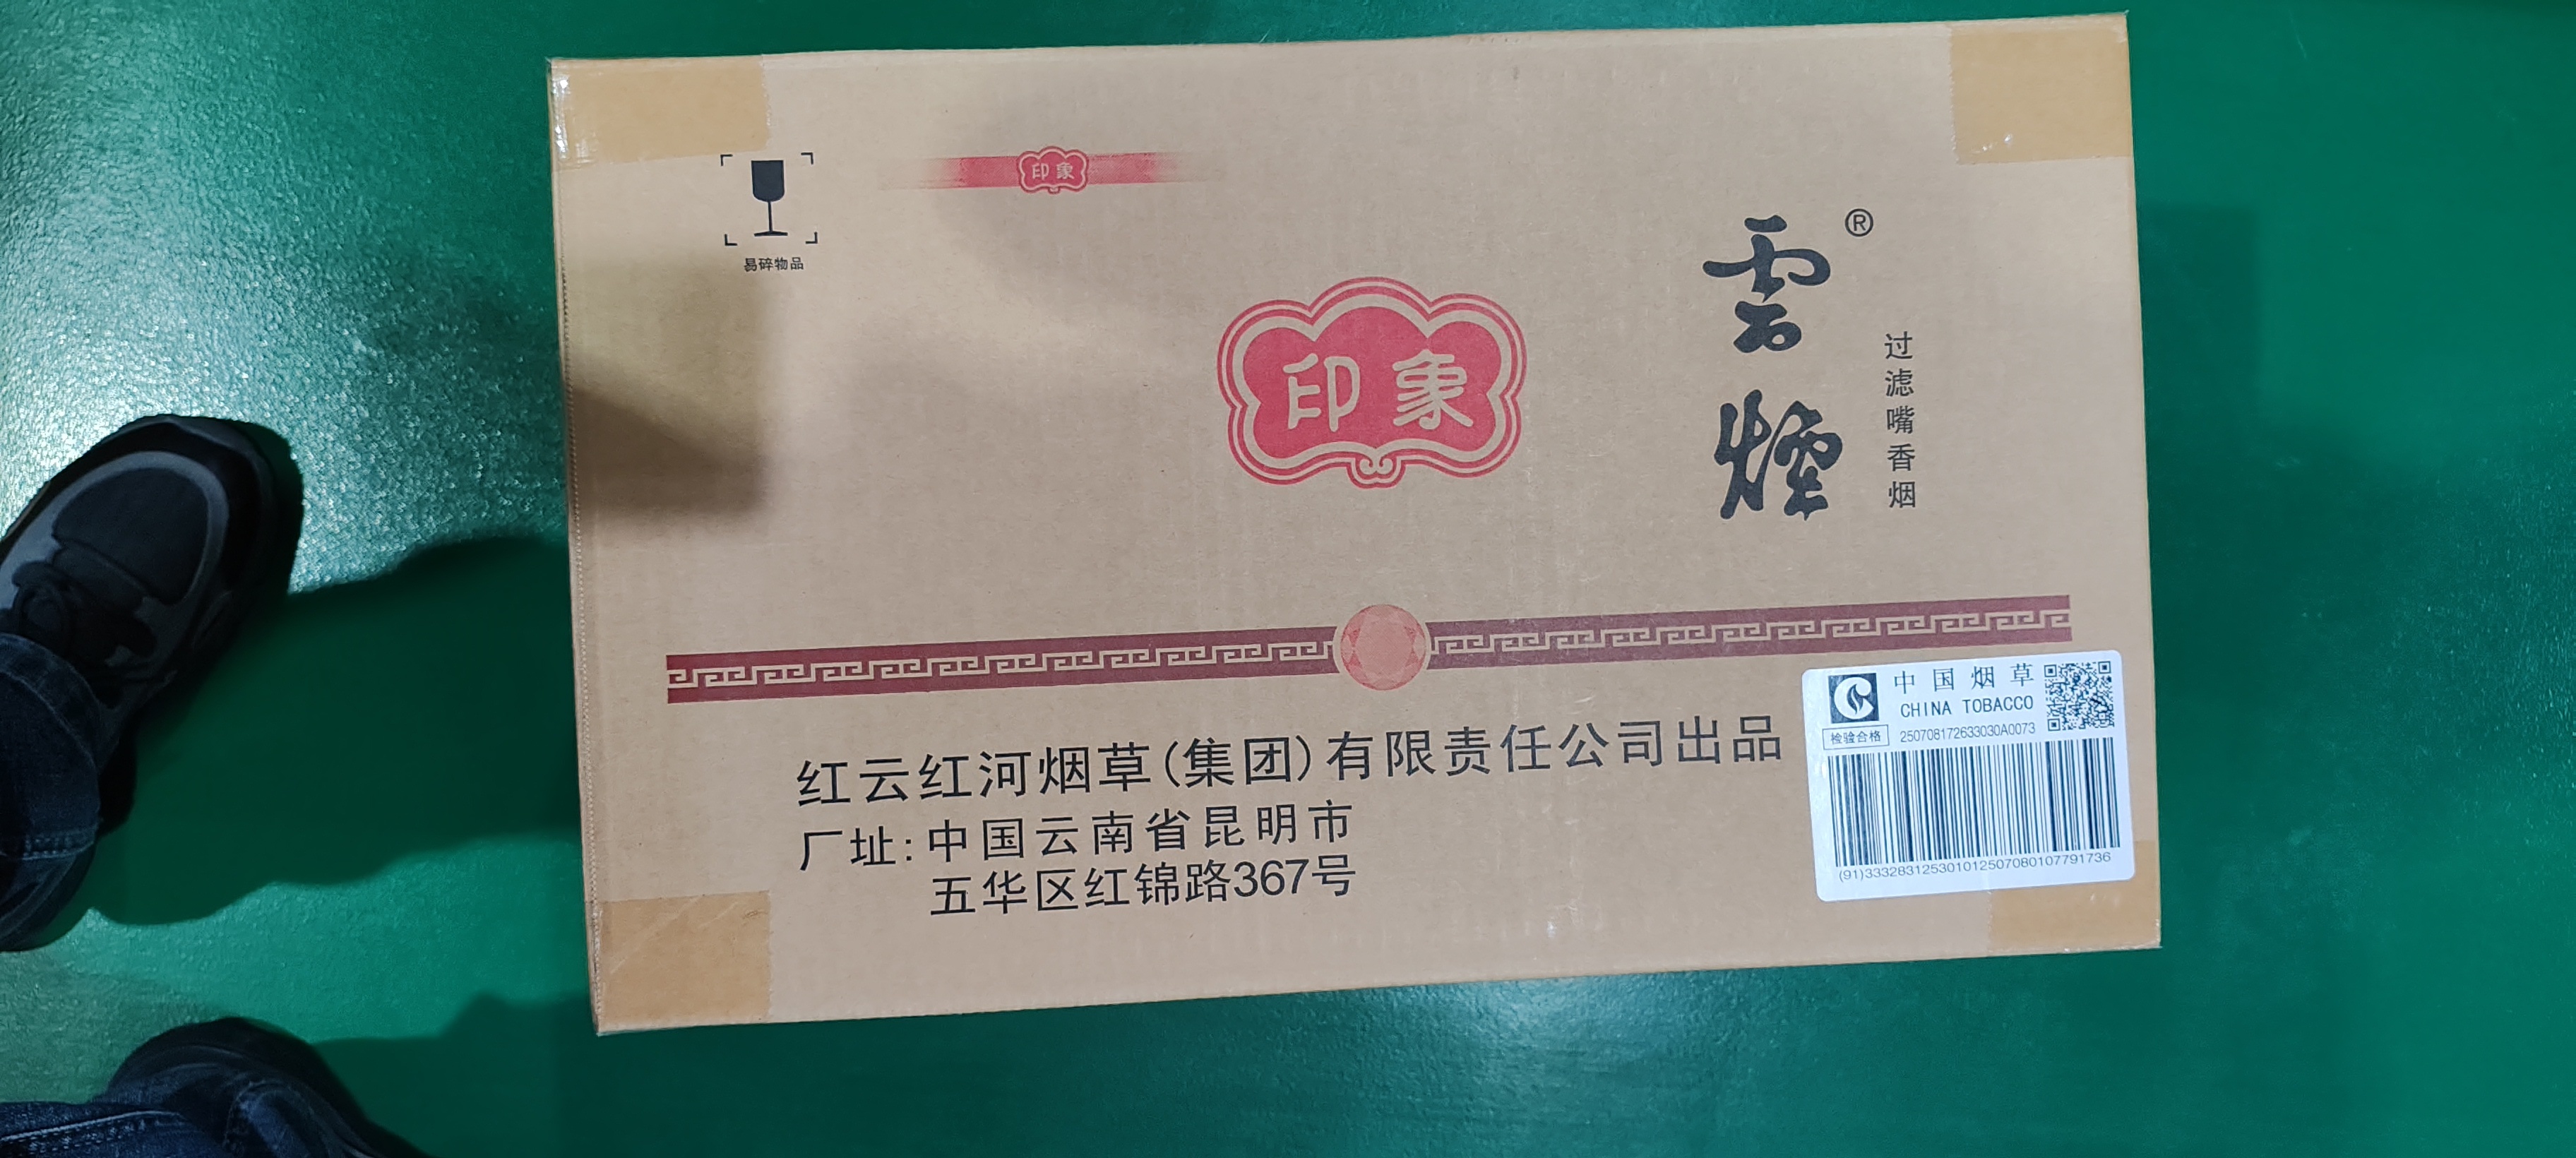 易碎物品
印象
印象
雲煙®
过滤嘴香烟
中国烟草
CHINA TOBACCO
检验合格
250708172633030A0073
(91)33328312530101250708010779​1736
红云红河烟草(集团)有限责任公司出品
厂址:中国云南省昆明市
五华区红锦路367号